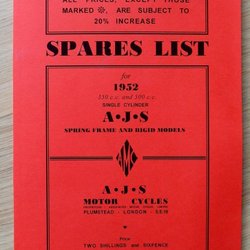 ALL PRICES, EXCEPT THOSE
MARKED ⊗, ARE SUBJECT TO
20% INCREASE
SPARES LIST
for
1952
350 c.c. and 500 c.c.
SINGLE CYLINDER
A·J·S
SPRING FRAME AND RIGID MODELS
AMC
A·J·S
MOTOR CYCLES
PLUMSTEAD · LONDON · S.E.18
Price
TWO SHILLINGS and SIXPENCE